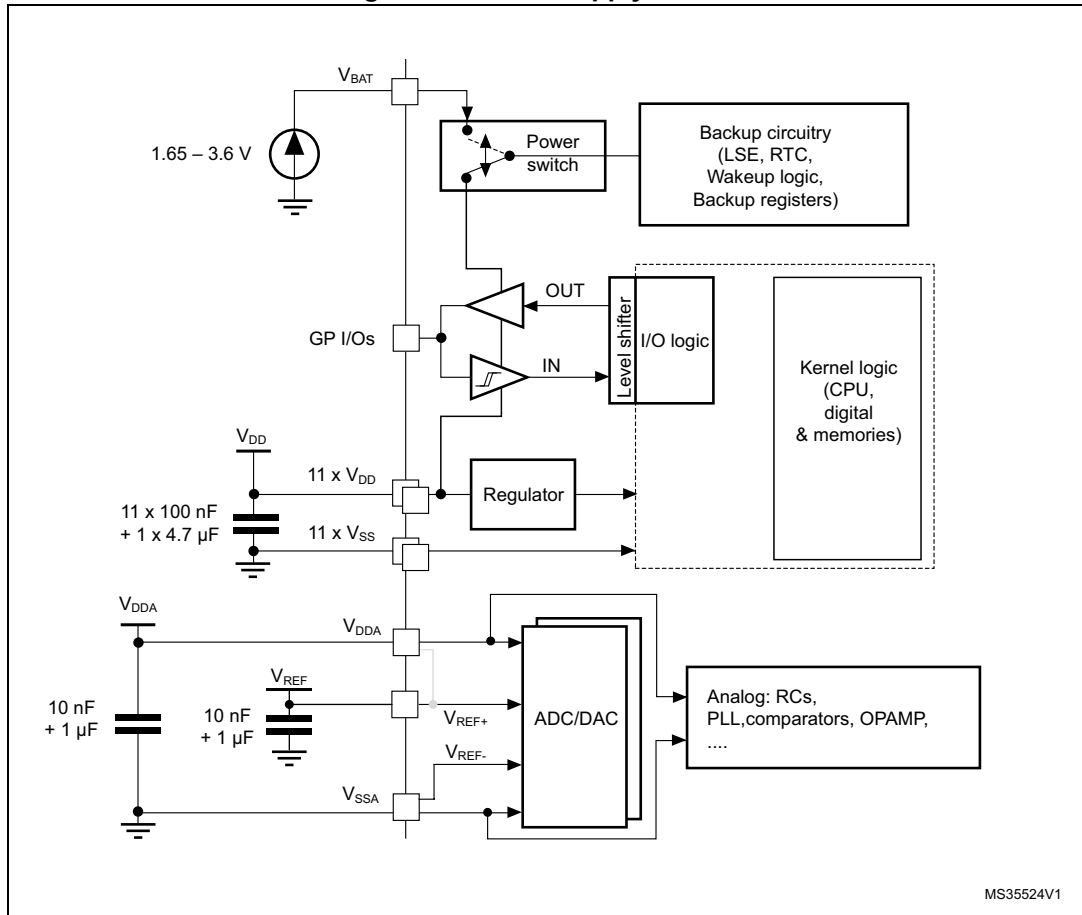 V_BAT
1.65 – 3.6 V
Power
switch
Backup circuitry
(LSE, RTC,
Wakeup logic,
Backup registers)
GP I/Os
OUT
IN
Level shifter
I/O logic
Kernel logic
(CPU,
digital
& memories)
V_DD
11 x V_DD
Regulator
11 x 100 nF
+ 1 x 4.7 µF
11 x V_SS
V_DDA
V_DDA
10 nF
+ 1 µF
V_REF
10 nF
+ 1 µF
V_REF+
V_REF-
V_SSA
ADC/DAC
Analog: RCs,
PLL,comparators, OPAMP,
....
MS35524V1